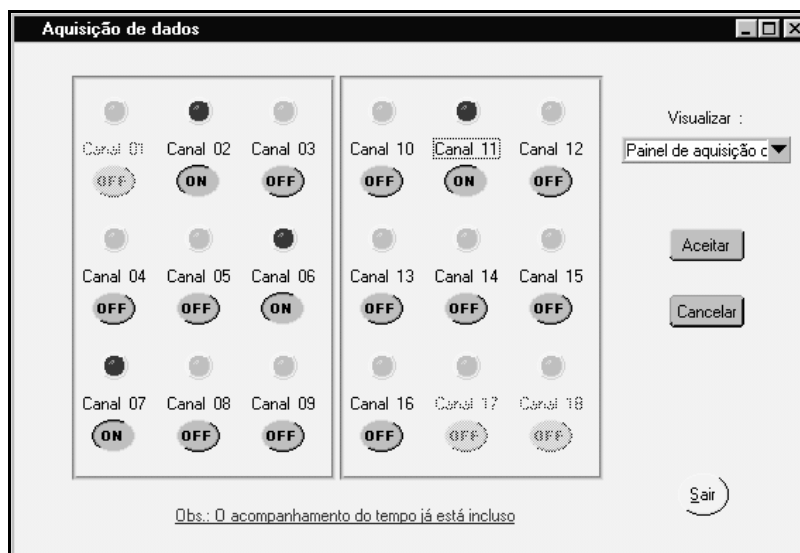 Aquisição de dados
Canal 01 Canal 02 Canal 03
OFF ON OFF
Canal 04 Canal 05 Canal 06
OFF OFF ON
Canal 07 Canal 08 Canal 09
ON OFF OFF
Canal 10 Canal 11 Canal 12
OFF ON OFF
Canal 13 Canal 14 Canal 15
OFF OFF OFF
Canal 16 Canal 17 Canal 18
OFF OFF OFF
Visualizar :
Painel de aquisição c
Aceitar
Cancelar
Sair
Obs.: O acompanhamento do tempo já está incluso